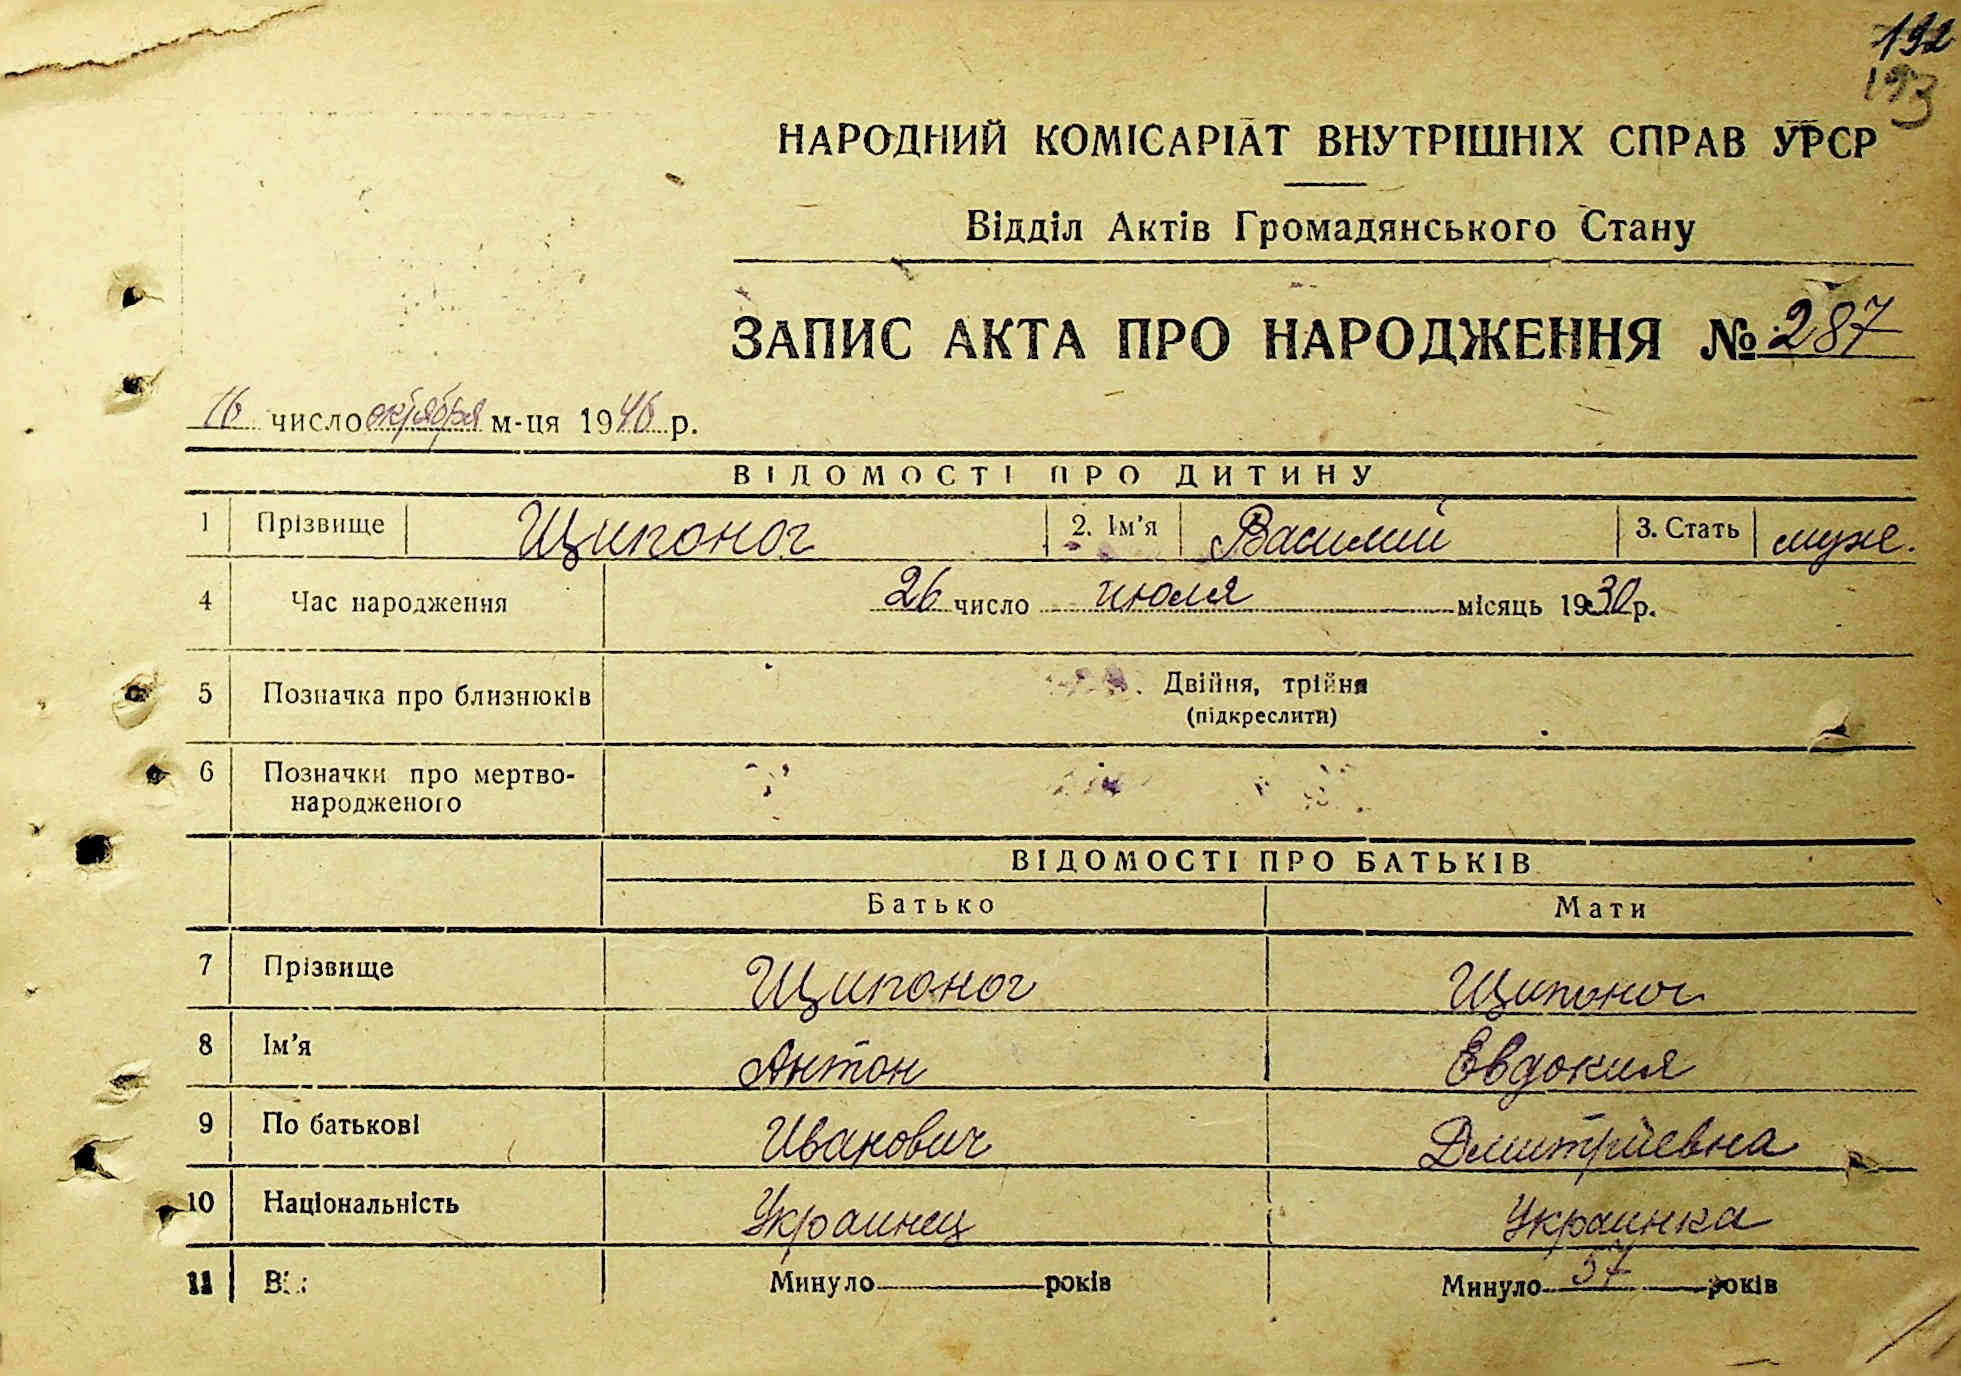 192
193
НАРОДНИЙ КОМІСАРІАТ ВНУТРІШНІХ СПРАВ УРСР
Відділ Актів Громадянського Стану
ЗАПИС АКТА ПРО НАРОДЖЕННЯ № 287
16 число октября м-ця 1946 р.
ВІДОМОСТІ ПРО ДИТИНУ
1 Прізвище Щипоног 2. Ім'я Василий 3. Стать муж.
4 Час народження 26 число июля місяць 1930 р.
5 Позначка про близнюків Двійня, трійня
(підкреслити)
6 Позначки про мертво-
народженого
ВІДОМОСТІ ПРО БАТЬКІВ
Батько Мати
7 Прізвище Щипоног Щипоног
8 Ім'я Антон Евдокия
9 По батькові Иванович Дмитриевна
10 Національність Украинец Украинка
11 Минуло років Минуло 37 років